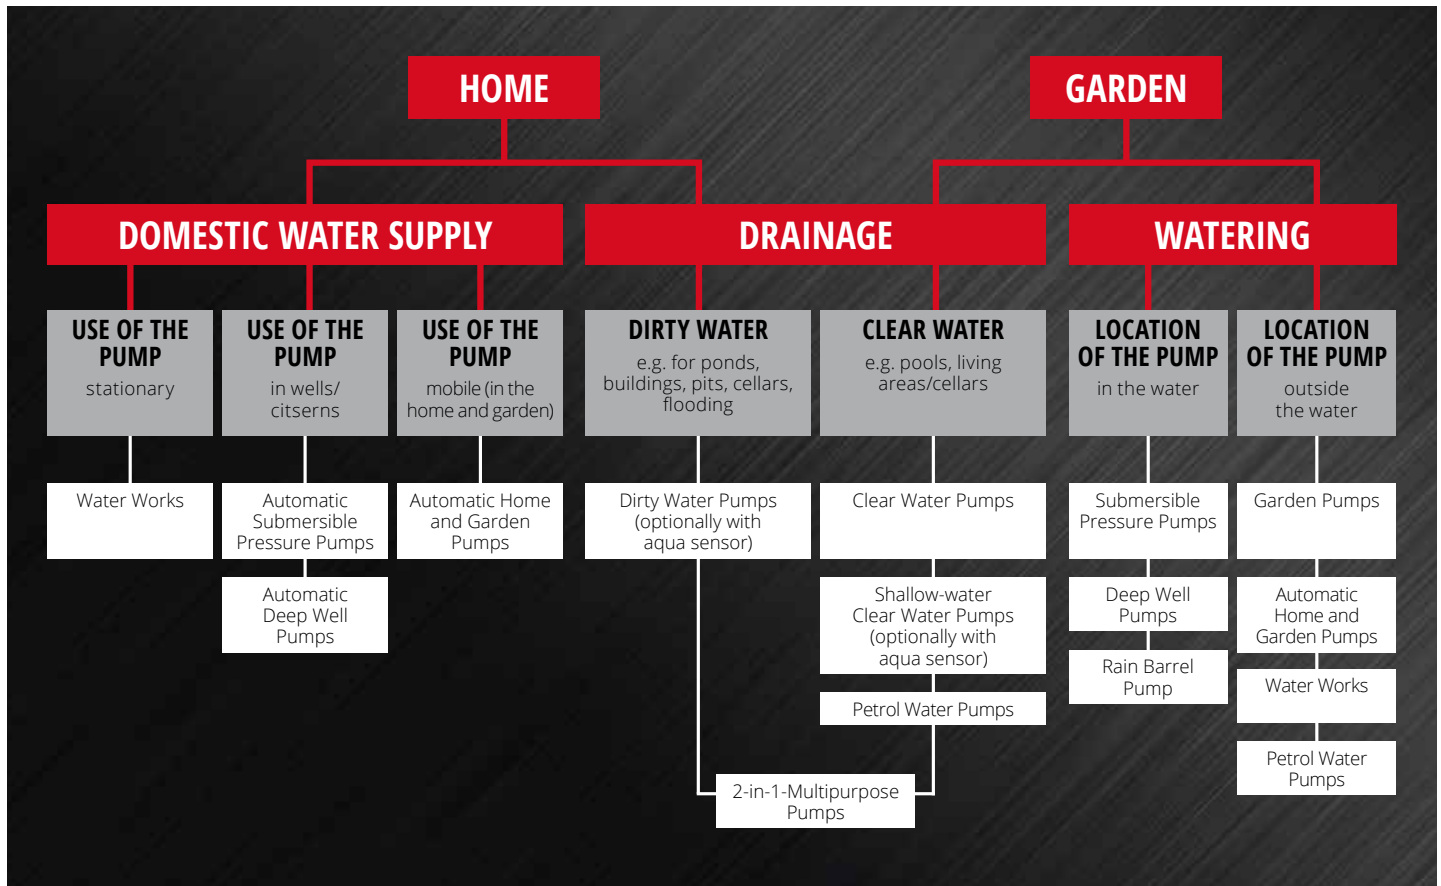 HOME
GARDEN
DOMESTIC WATER SUPPLY
DRAINAGE
WATERING
USE OF THE
PUMP
stationary
USE OF THE
PUMP
in wells/
citserns
USE OF THE
PUMP
mobile (in the
home and garden)
DIRTY WATER
e.g. for ponds,
buildings, pits, cellars,
flooding
CLEAR WATER
e.g. pools, living
areas/cellars
LOCATION
OF THE PUMP
in the water
LOCATION
OF THE PUMP
outside
the water
Water Works
Automatic
Submersible
Pressure Pumps
Automatic
Deep Well
Pumps
Automatic Home
and Garden
Pumps
Dirty Water Pumps
(optionally with
aqua sensor)
Clear Water Pumps
Shallow-water
Clear Water Pumps
(optionally with
aqua sensor)
Petrol Water Pumps
2-in-1-Multipurpose
Pumps
Submersible
Pressure Pumps
Deep Well
Pumps
Rain Barrel
Pump
Garden Pumps
Automatic
Home and
Garden Pumps
Water Works
Petrol Water
Pumps